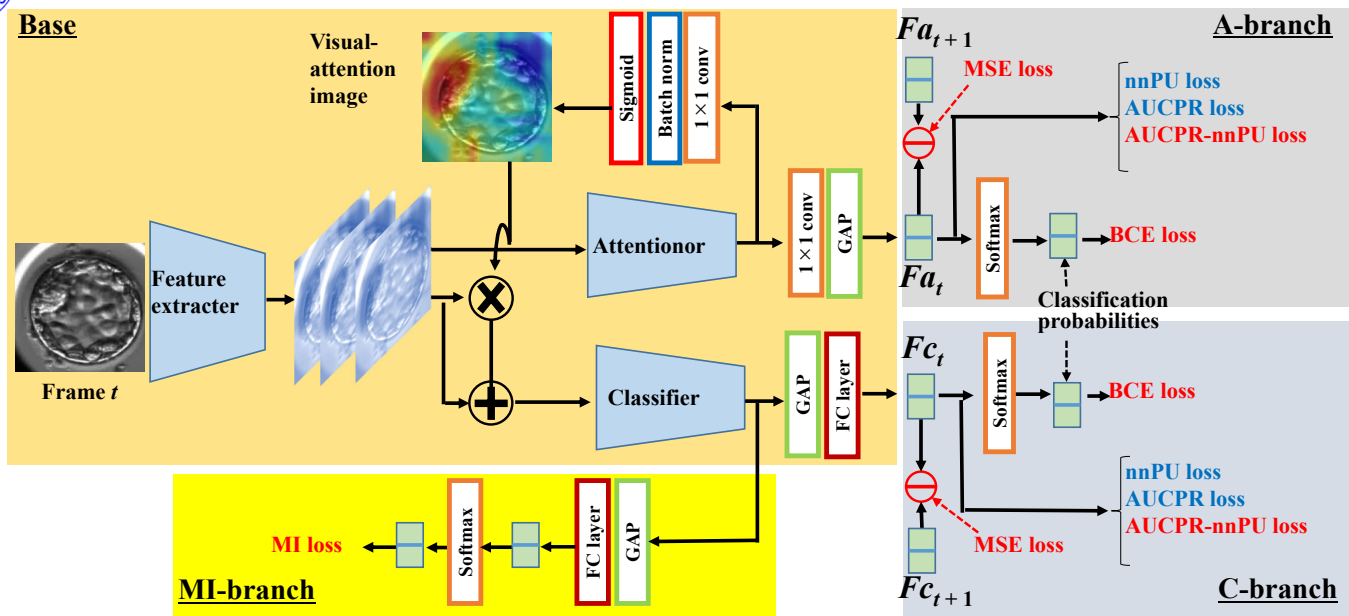 Base
Visual-
attention
image
Sigmoid
Batch norm
1×1 conv
Feature
extracter
Frame t
Attentionor
1×1 conv
GAP
Classifier
GAP
FC layer
A-branch
Fa_{t+1}
MSE loss
nnPU loss
AUCPR loss
AUCPR-nnPU loss
Fa_t
Softmax
BCE loss
Classification
probabilities
Fc_t
Softmax
BCE loss
nnPU loss
AUCPR loss
AUCPR-nnPU loss
MSE loss
Fc_{t+1}
C-branch
MI loss
Softmax
FC layer
GAP
MI-branch